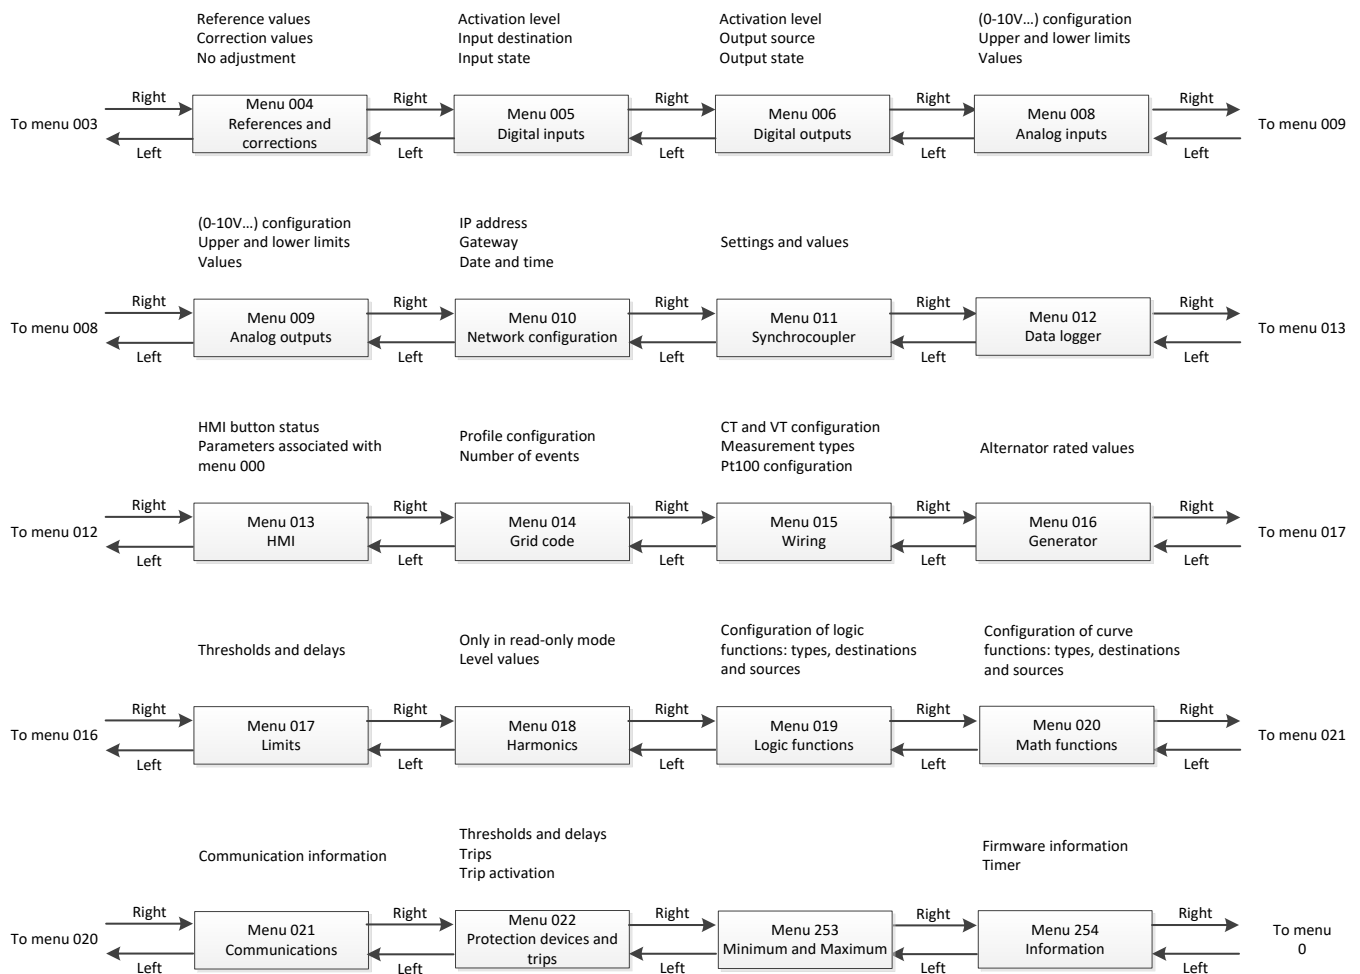 Reference values
Correction values
No adjustment
Activation level
Input destination
Input state
Activation level
Output source
Output state
(0-10V...) configuration
Upper and lower limits
Values
To menu 003
Right
Left
Menu 004
References and
corrections
Right
Left
Menu 005
Digital inputs
Right
Left
Menu 006
Digital outputs
Right
Left
Menu 008
Analog inputs
Right
Left
To menu 009
(0-10V...) configuration
Upper and lower limits
Values
IP address
Gateway
Date and time
Settings and values
To menu 008
Right
Left
Menu 009
Analog outputs
Right
Left
Menu 010
Network configuration
Right
Left
Menu 011
Synchrocoupler
Right
Left
Menu 012
Data logger
Right
Left
To menu 013
HMI button status
Parameters associated with
menu 000
Profile configuration
Number of events
CT and VT configuration
Measurement types
Pt100 configuration
Alternator rated values
To menu 012
Right
Left
Menu 013
HMI
Right
Left
Menu 014
Grid code
Right
Left
Menu 015
Wiring
Right
Left
Menu 016
Generator
Right
Left
To menu 017
Thresholds and delays
Only in read-only mode
Level values
Configuration of logic
functions: types, destinations
and sources
Configuration of curve
functions: types, destinations
and sources
To menu 016
Right
Left
Menu 017
Limits
Right
Left
Menu 018
Harmonics
Right
Left
Menu 019
Logic functions
Right
Left
Menu 020
Math functions
Right
Left
To menu 021
Communication information
Thresholds and delays
Trips
Trip activation
Firmware information
Timer
To menu 020
Right
Left
Menu 021
Communications
Right
Left
Menu 022
Protection devices and
trips
Right
Left
Menu 253
Minimum and Maximum
Right
Left
Menu 254
Information
Right
Left
To menu
0